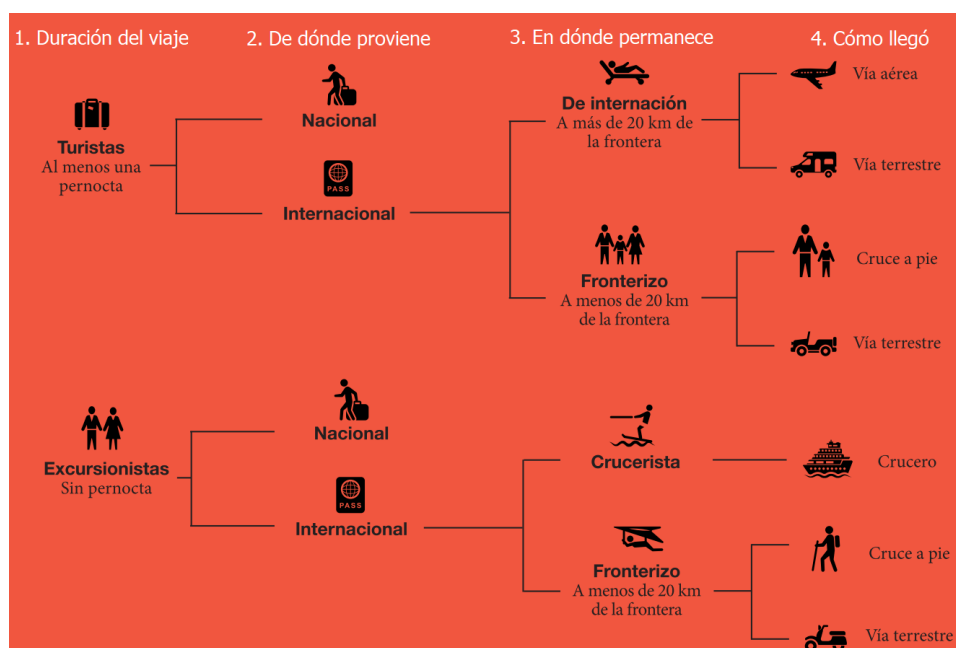 1. Duración del viaje
2. De dónde proviene
3. En dónde permanece
4. Cómo llegó
Turistas
Al menos una
pernocta
Nacional
PASS
Internacional
De internación
A más de 20 km de
la frontera
Vía aérea
Vía terrestre
Fronterizo
A menos de 20 km
de la frontera
Cruce a pie
Vía terrestre
Excursionistas
Sin pernocta
Nacional
PASS
Internacional
Crucerista
Crucero
Fronterizo
A menos de 20 km
de la frontera
Cruce a pie
Vía terrestre